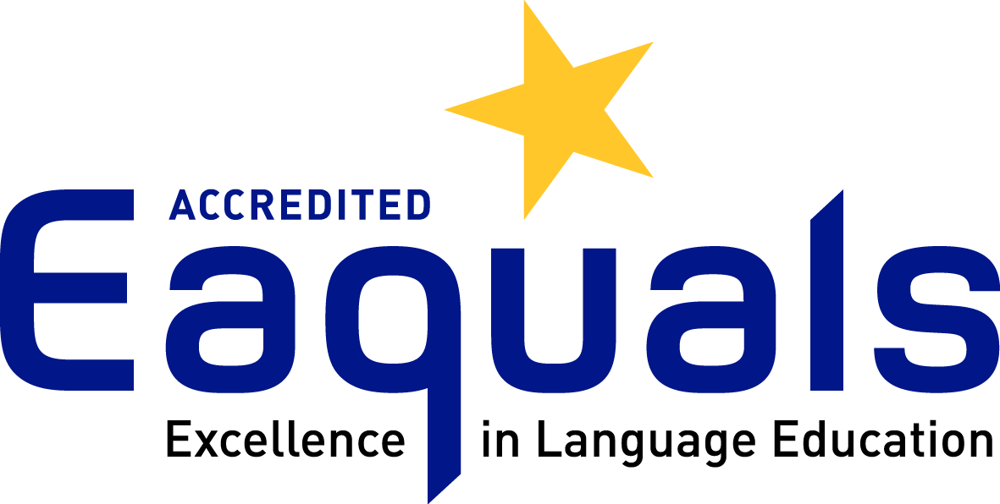 ACCREDITED
Eaquals
Excellence in Language Education